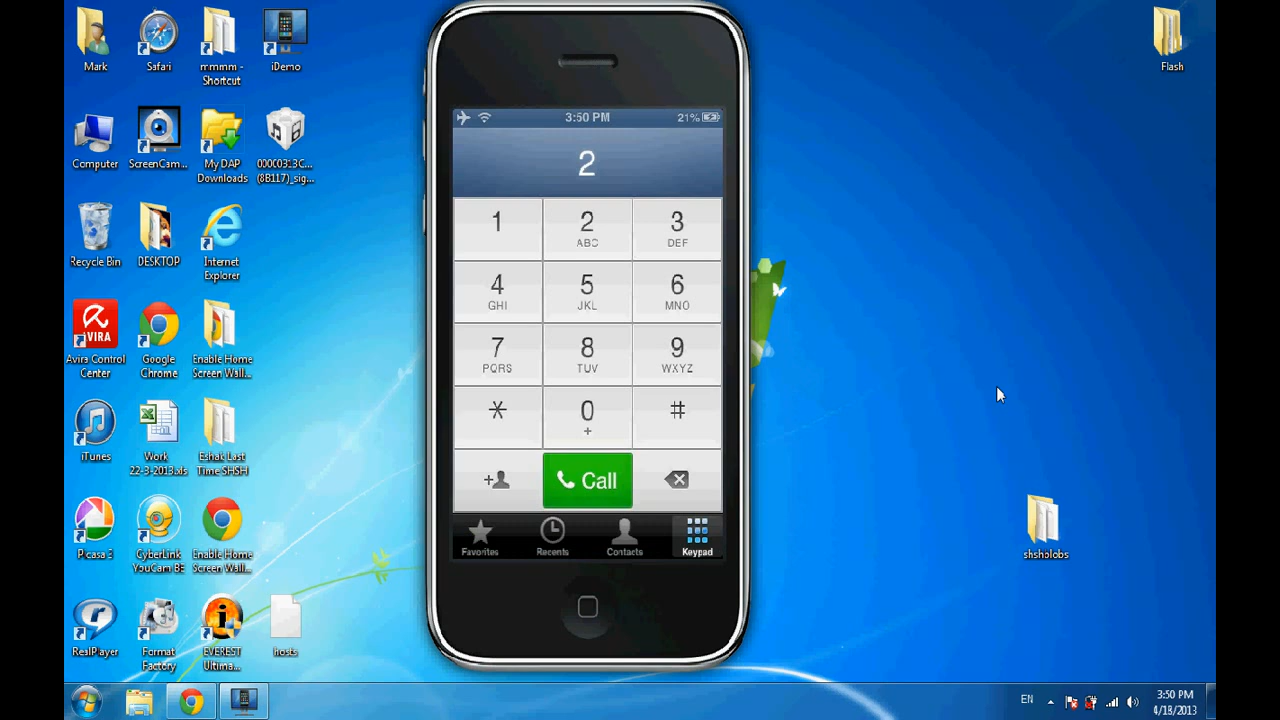 Mark
Safari
mmmm -
Shortcut
iDemo
Flash
Computer
ScreenCam...
My DAP
Downloads
00000313C...
(8B117)_sig...
Recycle Bin
DESKTOP
Internet
Explorer
AVIRA
Avira Control
Center
Google
Chrome
Enable Home
Screen Wall...
iTunes
Work
22-3-2013.xls
Eshak Last
Time SHSH
Picasa 3
CyberLink
YouCam BE
Enable Home
Screen Wall...
RealPlayer
Format
Factory
EVEREST
Ultima...
hosts
shsholobs
3:50 PM
21%
2
1
2
ABC
3
DEF
4
GHI
5
JKL
6
MNO
7
PQRS
8
TUV
9
WXYZ
*
0
+
#
+
Call
Favorites
Recents
Contacts
Keypad
EN
3:50 PM
4/18/2013